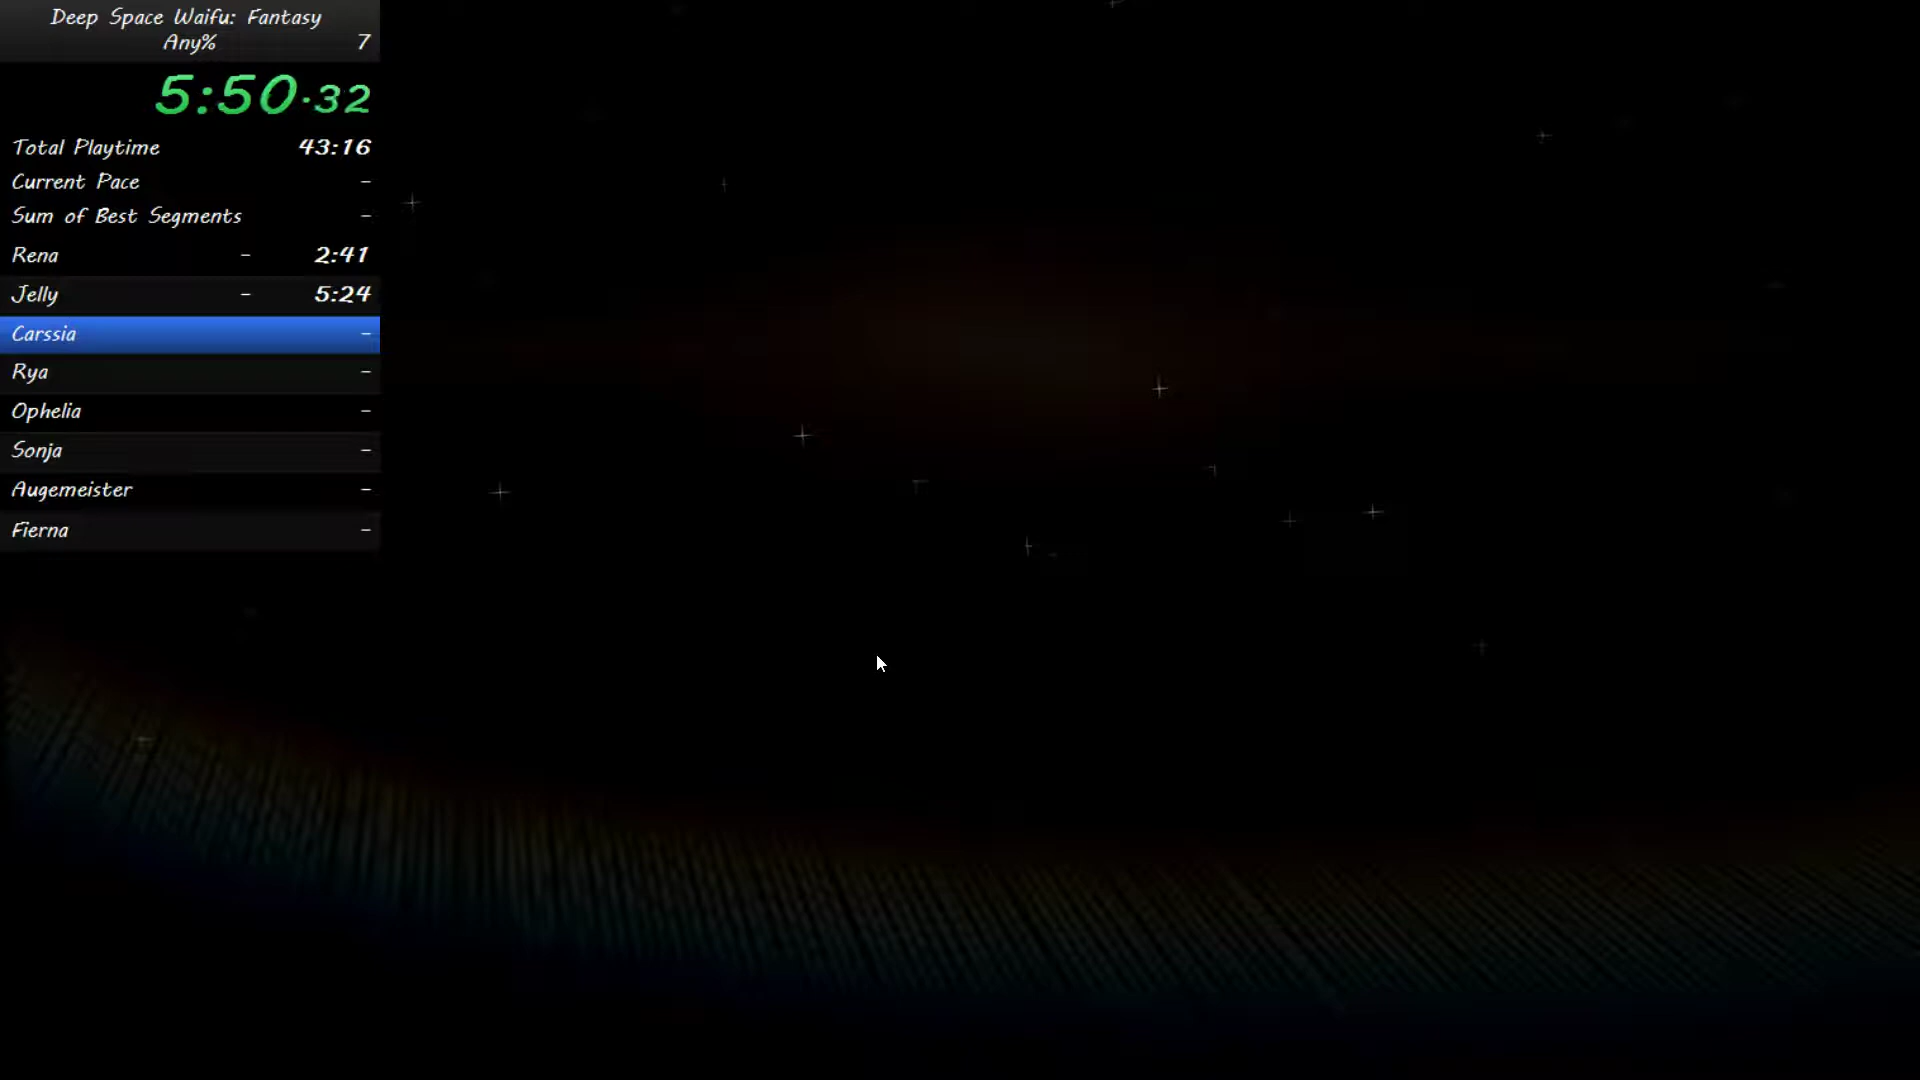 Deep Space Waifu: Fantasy
Any% 7
5:50.32
Total Playtime 43:16
Current Pace -
Sum of Best Segments -
Rena - 2:41
Jelly - 5:24
Carssia -
Rya -
Ophelia -
Sonja -
Augemeister -
Fierna -